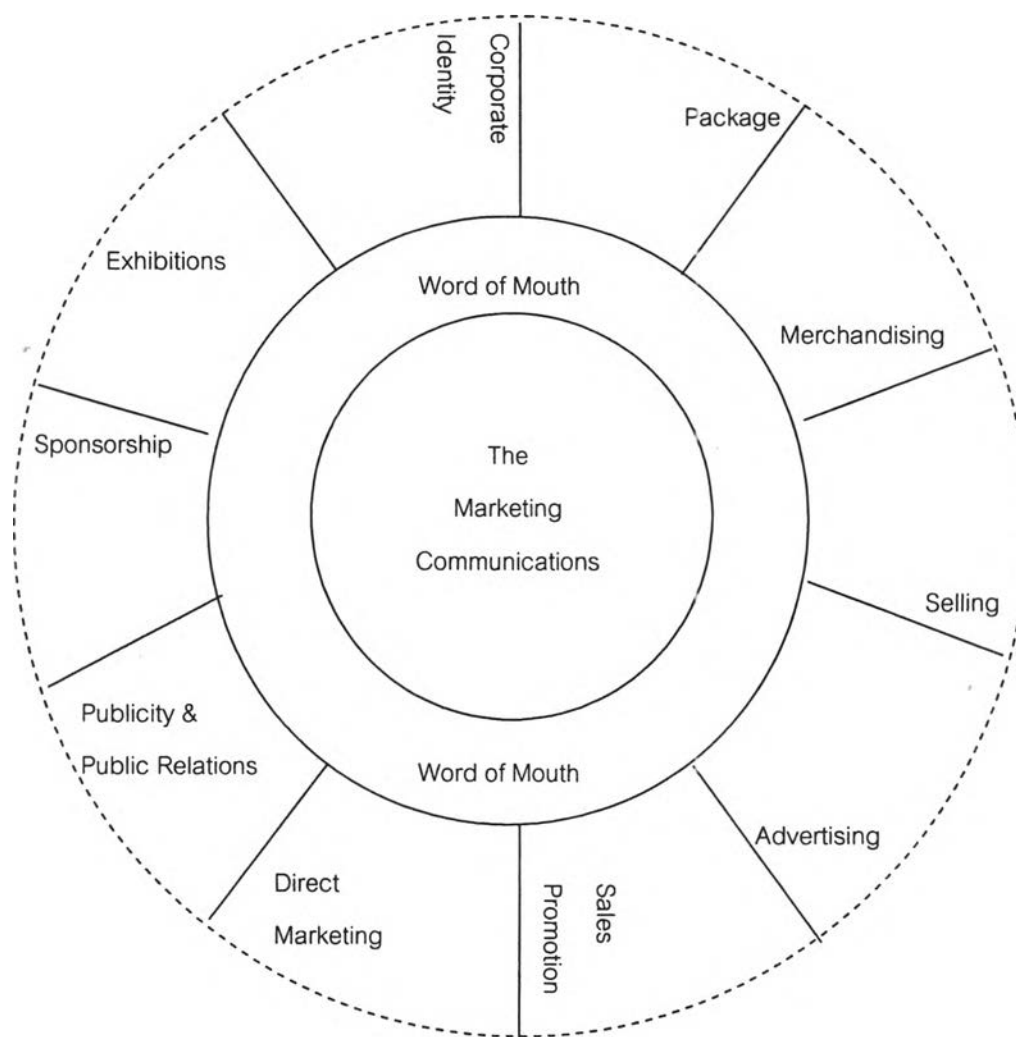 Corporate
Identity
Package
Exhibitions
Word of Mouth
Merchandising
Sponsorship
The
Marketing
Communications
Selling
Publicity &
Public Relations
Word of Mouth
Advertising
Direct
Marketing
Sales
Promotion